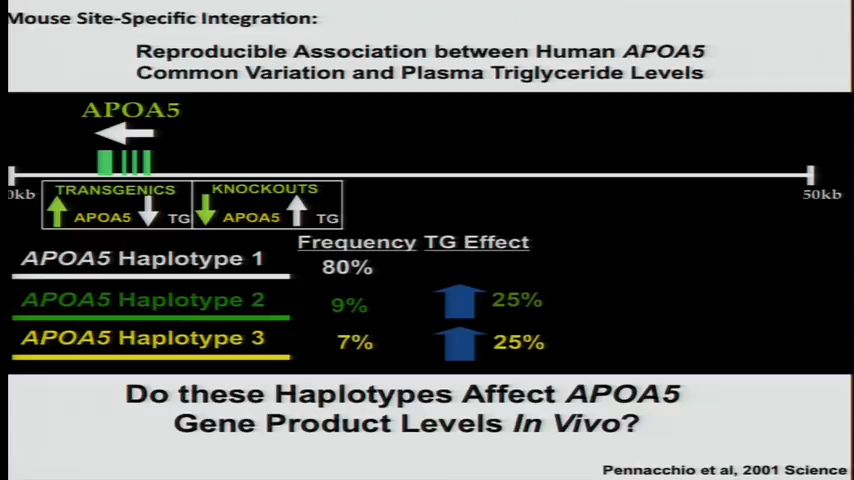 Mouse Site-Specific Integration:
Reproducible Association between Human APOA5
Common Variation and Plasma Triglyceride Levels
APOA5
0kb
50kb
TRANSGENICS KNOCKOUTS
APOA5 TG APOA5 TG
Frequency TG Effect
APOA5 Haplotype 1 80%
APOA5 Haplotype 2 9% 25%
APOA5 Haplotype 3 7% 25%
Do these Haplotypes Affect APOA5
Gene Product Levels In Vivo?
Pennacchio et al, 2001 Science